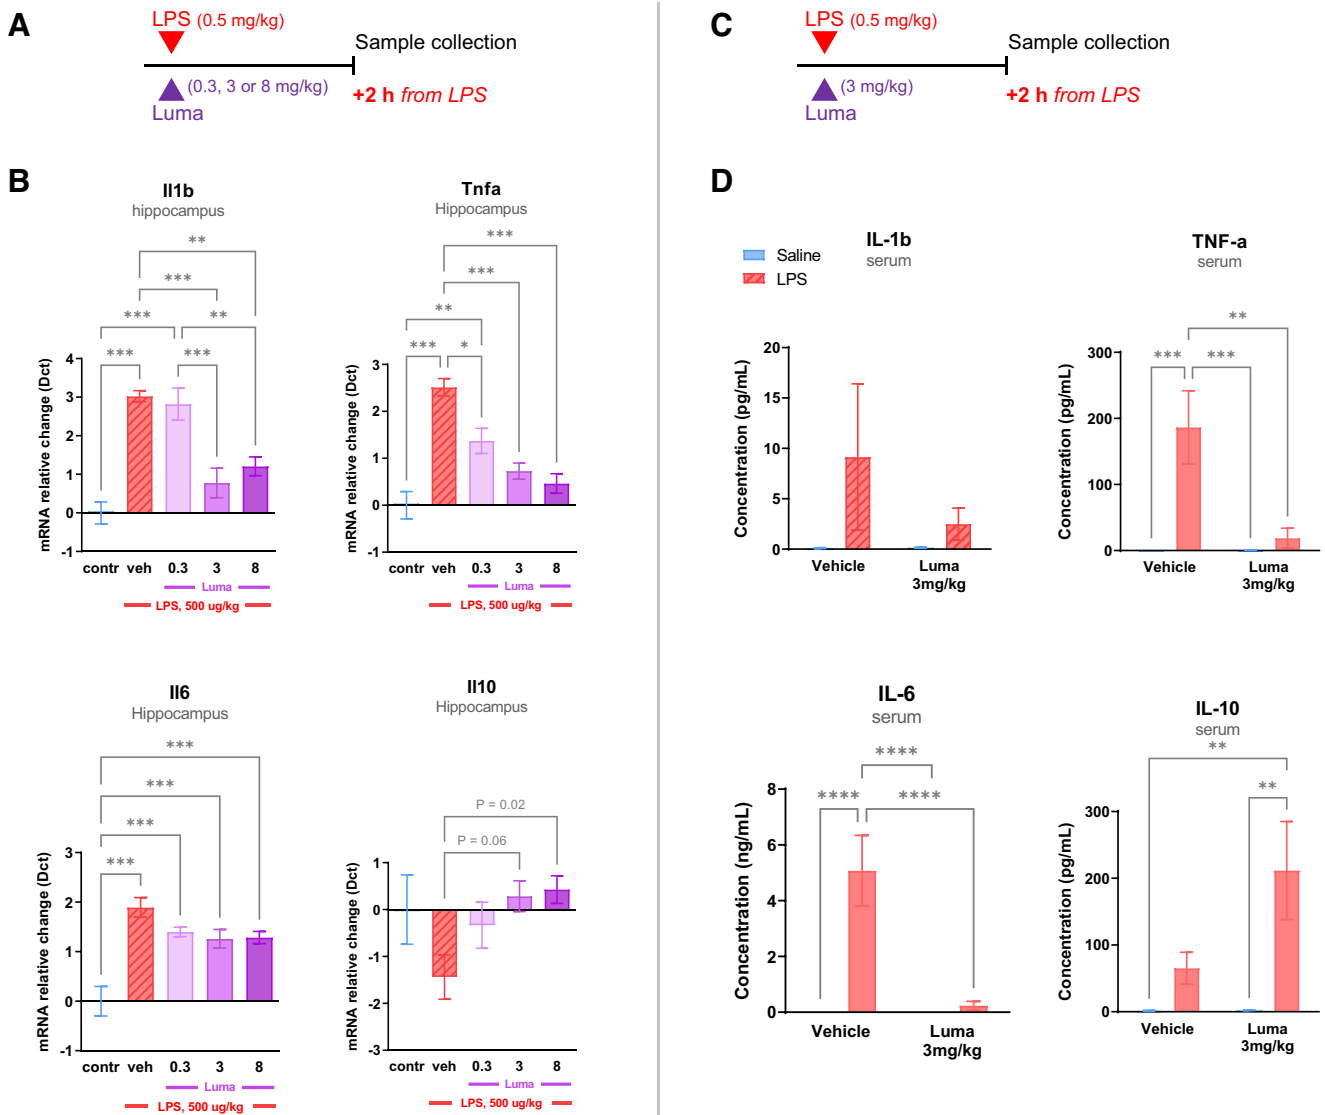 A
LPS (0.5 mg/kg)
Sample collection
(0.3, 3 or 8 mg/kg)
+2 h from LPS
Luma
B
Il1b
hippocampus
**
***
***
**
***
***
mRNA relative change (Dct)
4
3
2
1
0
-1
contr veh 0.3 3 8
Luma
LPS, 500 ug/kg
Tnfa
Hippocampus
***
***
**
***
*
mRNA relative change (Dct)
3
2
1
0
-1
contr veh 0.3 3 8
Luma
LPS, 500 ug/kg
Il6
Hippocampus
***
***
***
***
mRNA relative change (Dct)
3
2
1
0
-1
contr veh 0.3 3 8
Luma
LPS, 500 ug/kg
Il10
Hippocampus
P = 0.02
P = 0.06
mRNA relative change (Dct)
1
0
-1
-2
-3
contr veh 0.3 3 8
Luma
LPS, 500 ug/kg
C
LPS (0.5 mg/kg)
Sample collection
(3 mg/kg)
+2 h from LPS
Luma
D
Saline
LPS
IL-1b
serum
Concentration (pg/mL)
20
15
10
5
0
Vehicle Luma
3mg/kg
TNF-a
serum
**
***
***
Concentration (pg/mL)
300
200
100
0
Vehicle Luma
3mg/kg
IL-6
serum
****
****
****
Concentration (ng/mL)
8
6
4
2
0
Vehicle Luma
3mg/kg
IL-10
serum
**
**
Concentration (pg/mL)
300
200
100
0
Vehicle Luma
3mg/kg